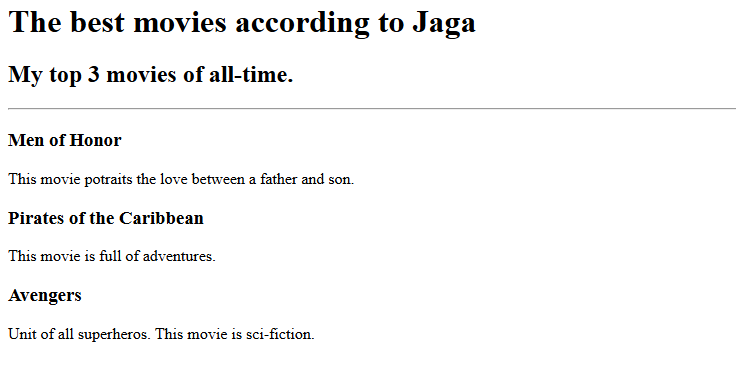 The best movies according to Jaga
My top 3 movies of all-time.
Men of Honor
This movie potraits the love between a father and son.
Pirates of the Caribbean
This movie is full of adventures.
Avengers
Unit of all superheros. This movie is sci-fiction.